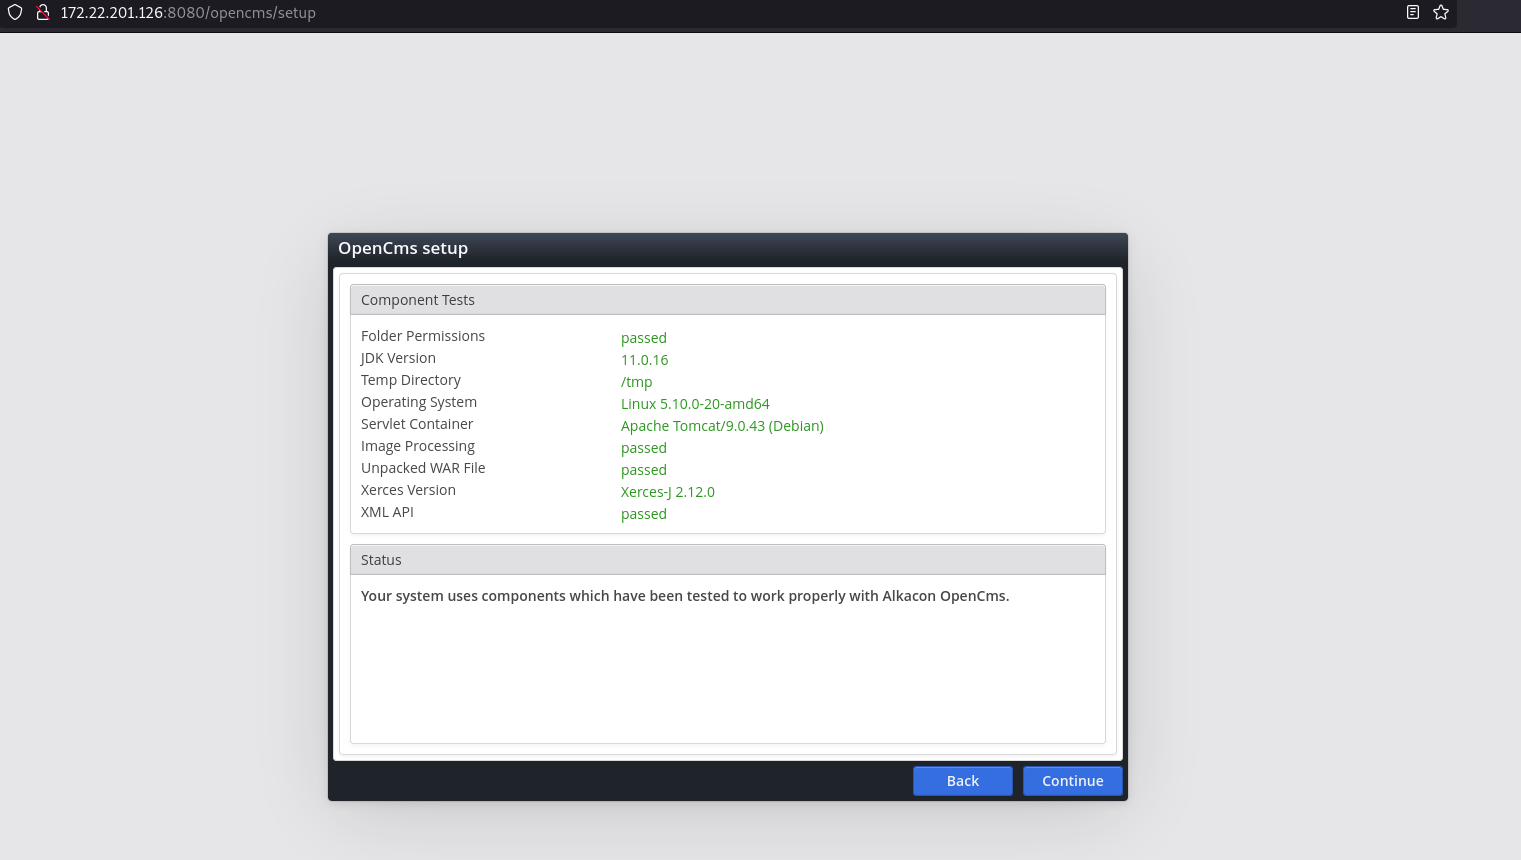 172.22.201.126:8080/opencms/setup
OpenCms setup
Component Tests
Folder Permissions passed
JDK Version 11.0.16
Temp Directory /tmp
Operating System Linux 5.10.0-20-amd64
Servlet Container Apache Tomcat/9.0.43 (Debian)
Image Processing passed
Unpacked WAR File passed
Xerces Version Xerces-J 2.12.0
XML API passed
Status
Your system uses components which have been tested to work properly with Alkacon OpenCms.
Back Continue